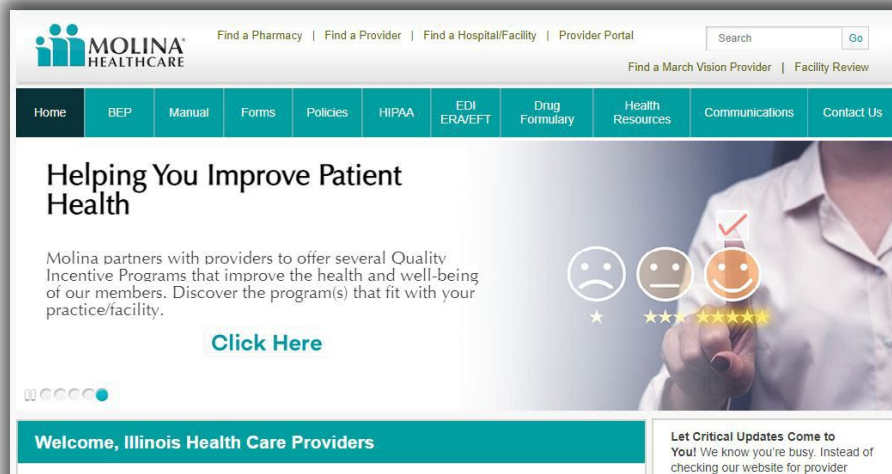 MOLINA®
HEALTHCARE
Find a Pharmacy | Find a Provider | Find a Hospital/Facility | Provider Portal
Search Go
Find a March Vision Provider | Facility Review
Home BEP Manual Forms Policies HIPAA EDI ERA/EFT Drug Formulary Health Resources Communications Contact Us
Helping You Improve Patient
Health
Molina partners with providers to offer several Quality
Incentive Programs that improve the health and well-being
of our members. Discover the program(s) that fit with your
practice/facility.
Click Here
Welcome, Illinois Health Care Providers
Let Critical Updates Come to
You! We know you're busy. Instead of
checking our website for provider